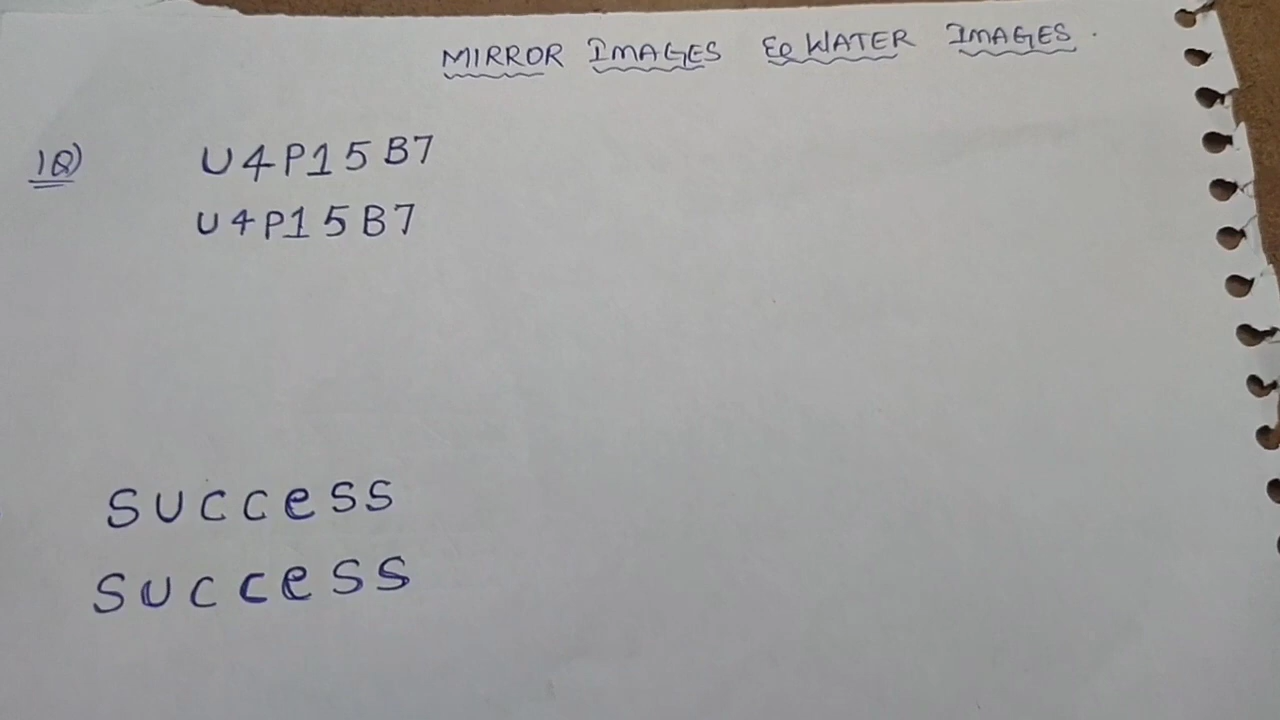 MIRROR IMAGES & WATER IMAGES.
1Q) U4P15B7
U4P15B7
success
success